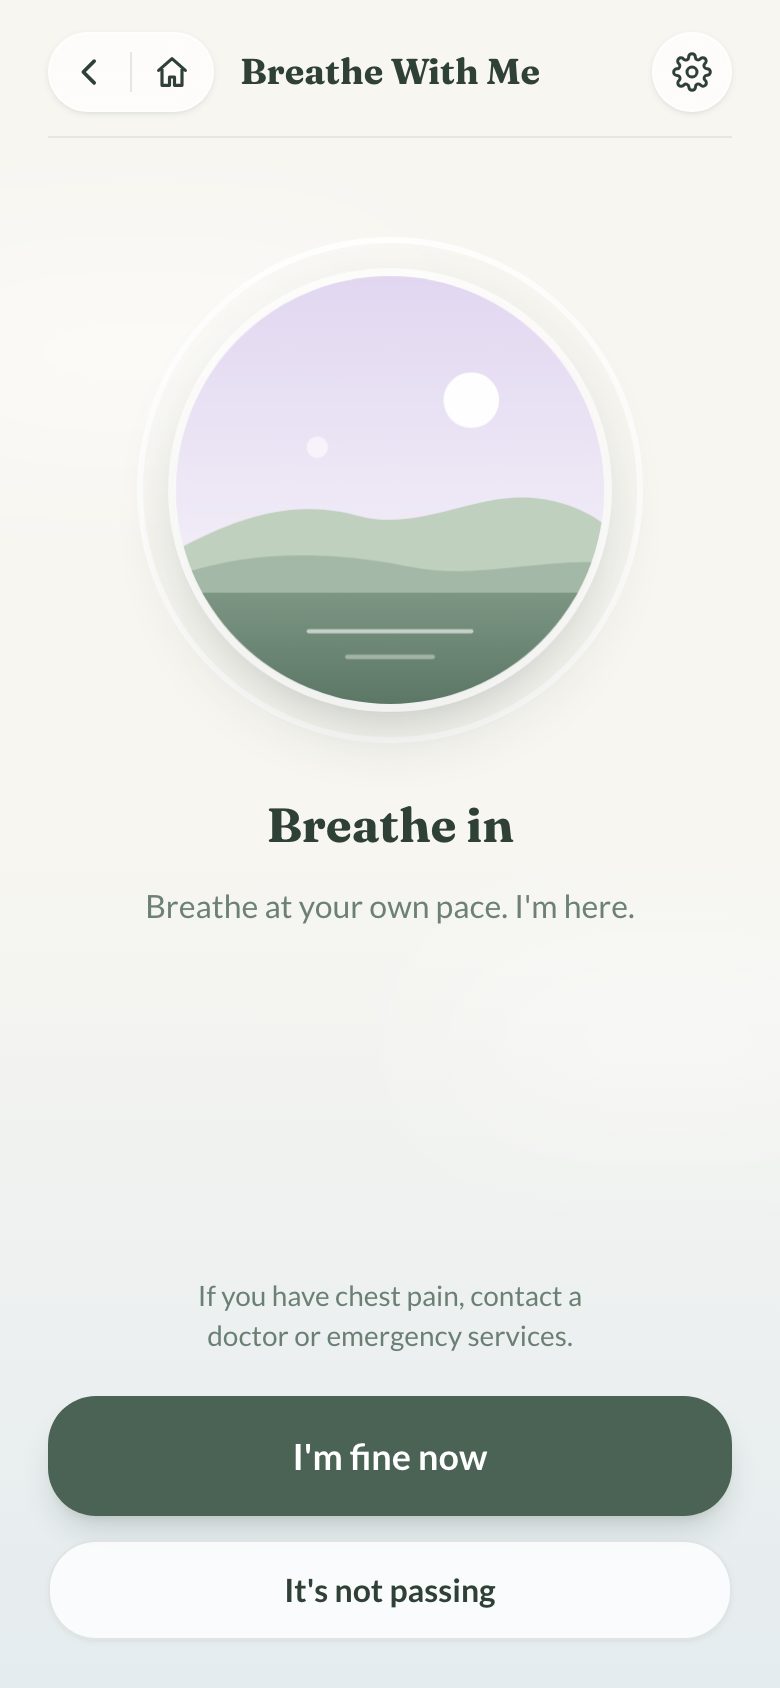 Breathe With Me
Breathe in
Breathe at your own pace. I'm here.
If you have chest pain, contact a
doctor or emergency services.
I'm fine now
It's not passing